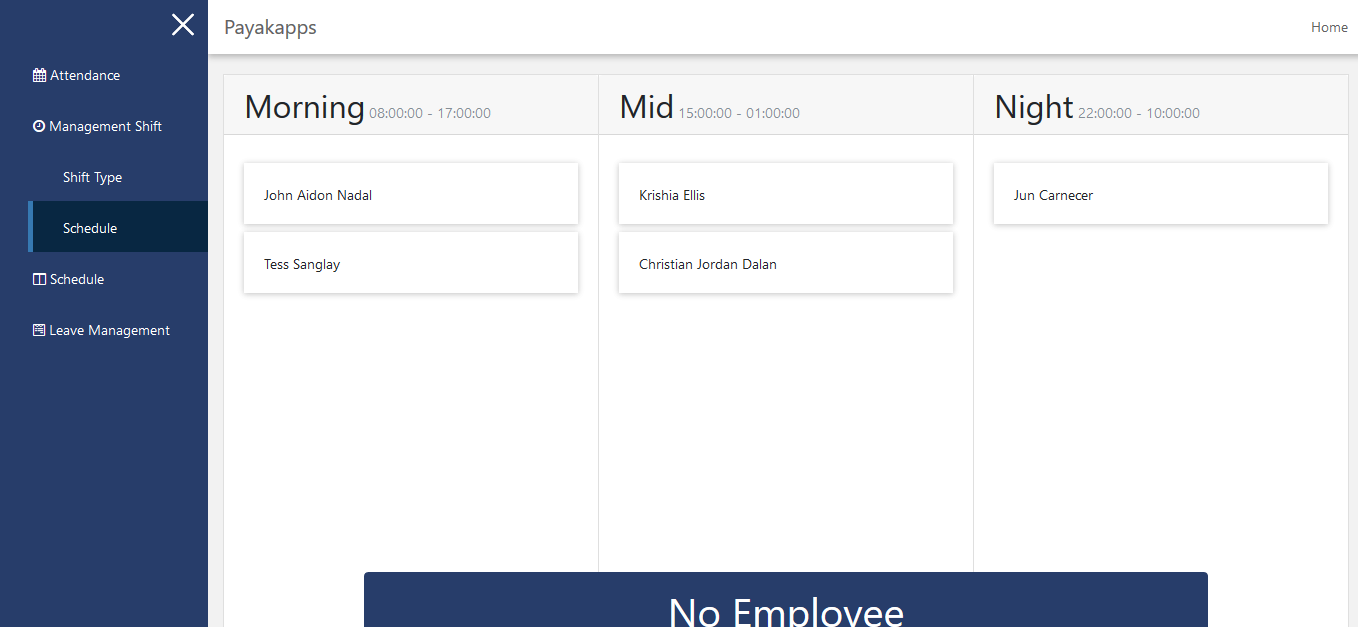 Payakapps
Home
Attendance
Management Shift
Shift Type
Schedule
Schedule
Leave Management
Morning 08:00:00 - 17:00:00
John Aidon Nadal
Tess Sanglay
Mid 15:00:00 - 01:00:00
Krishia Ellis
Christian Jordan Dalan
Night 22:00:00 - 10:00:00
Jun Carnecer
No Employee